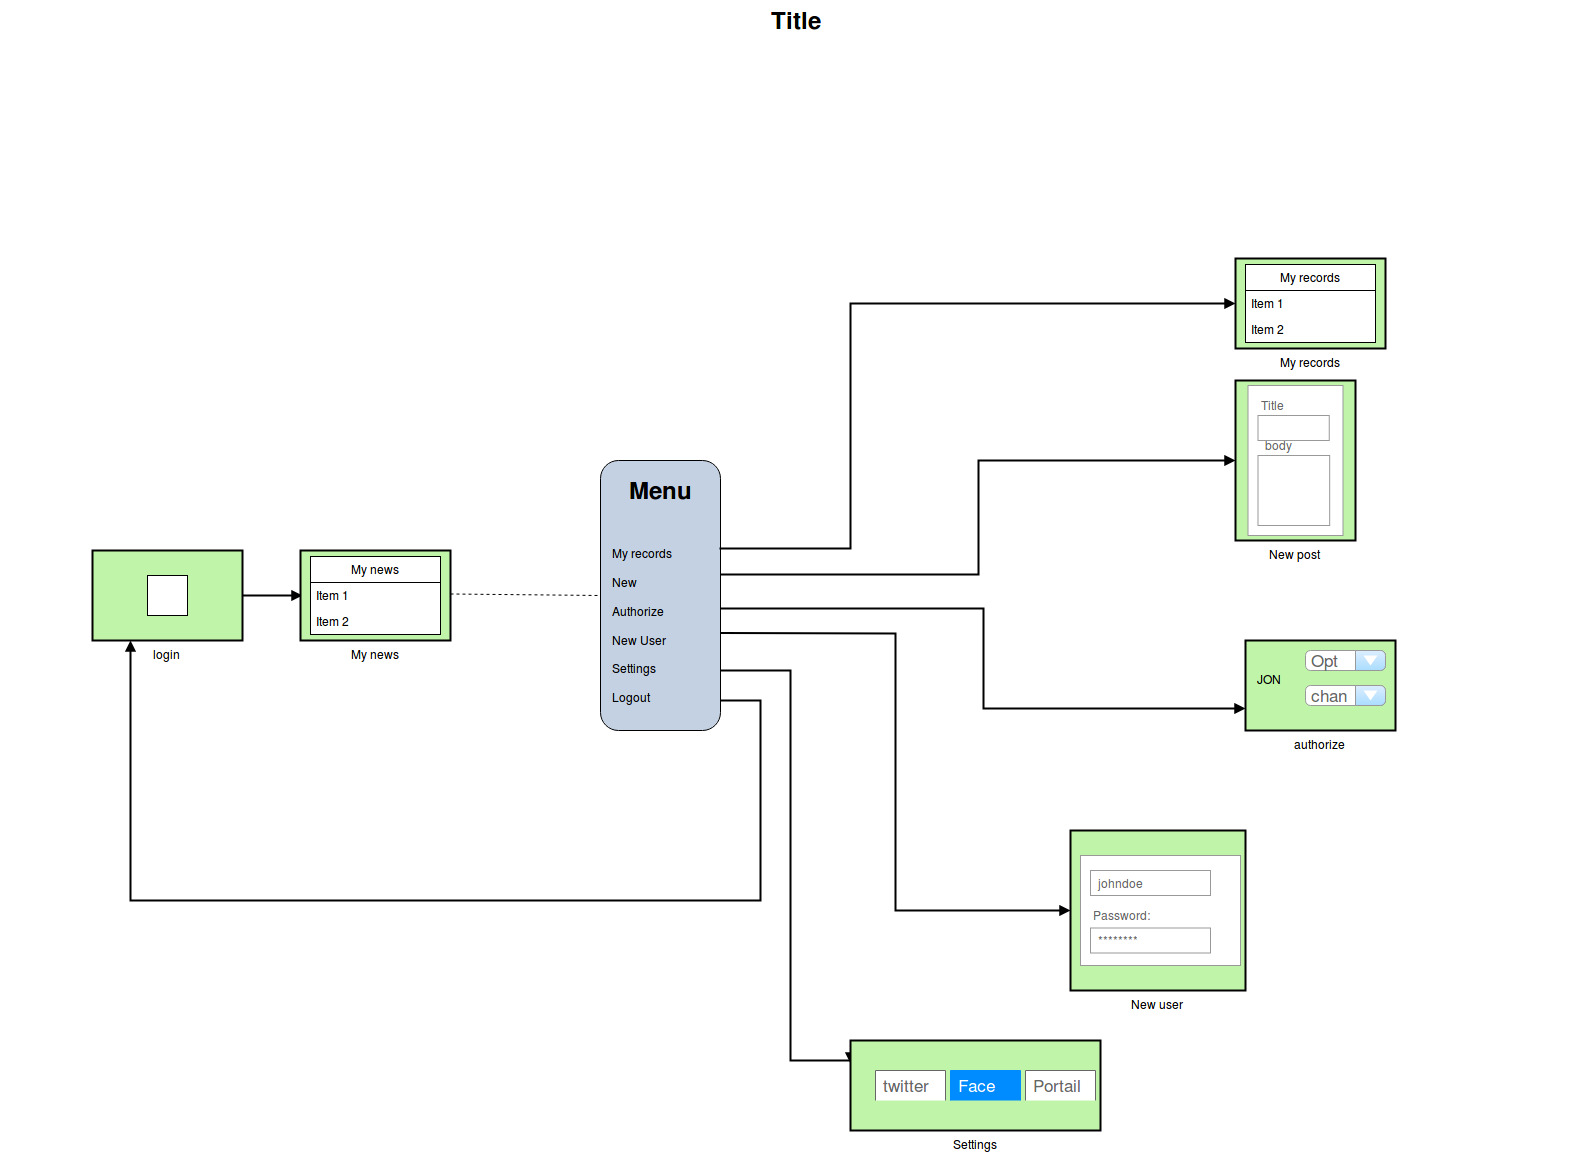 Title
My records
Item 1
Item 2
My records
Title
body
New post
Menu
My records
New
Authorize
New User
Settings
Logout
login
My news
Item 1
Item 2
My news
JON
Opt
chan
authorize
johndoe
Password:
********
New user
twitter
Face
Portail
Settings